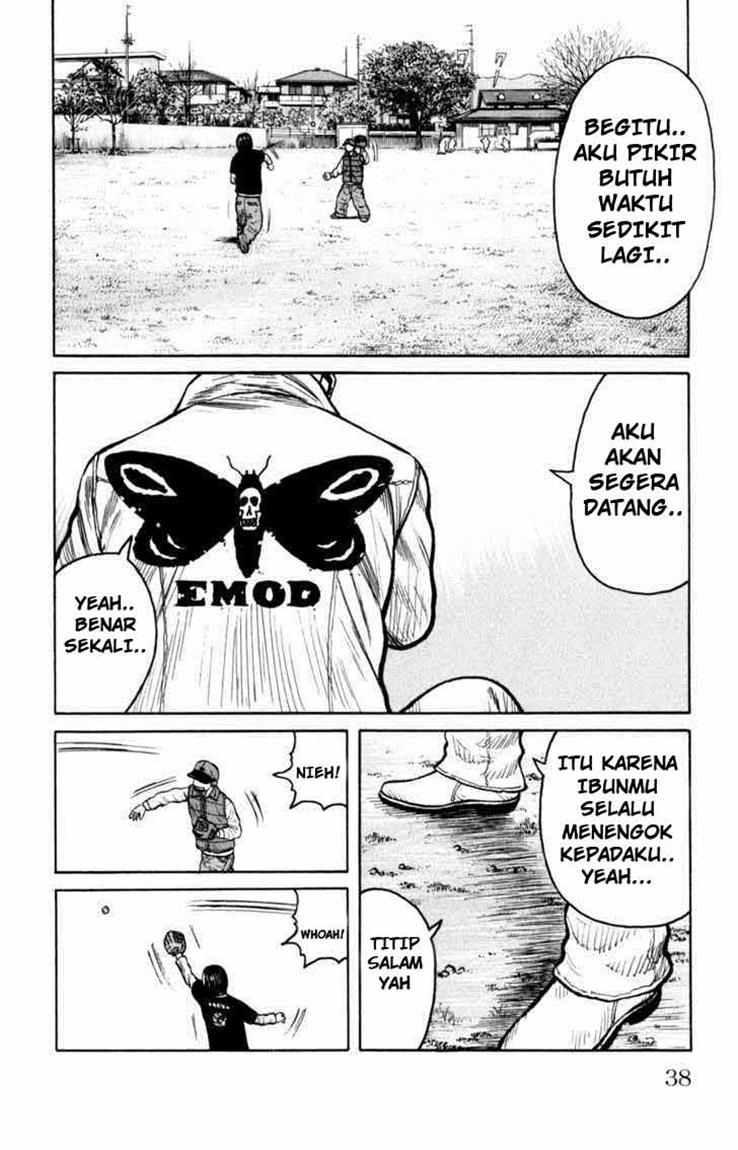 BEGITU..
AKU PIKIR
BUTUH
WAKTU
SEDIKIT
LAGI..
AKU
AKAN
SEGERA
DATANG..
EMOD
YEAH..
BENAR
SEKALI..
NIEH!
ITU KARENA
IBUNMU
SELALU
MENENGOK
KEPADAKU..
YEAH...
WHOAH!
TITIP
SALAM
YAH
38